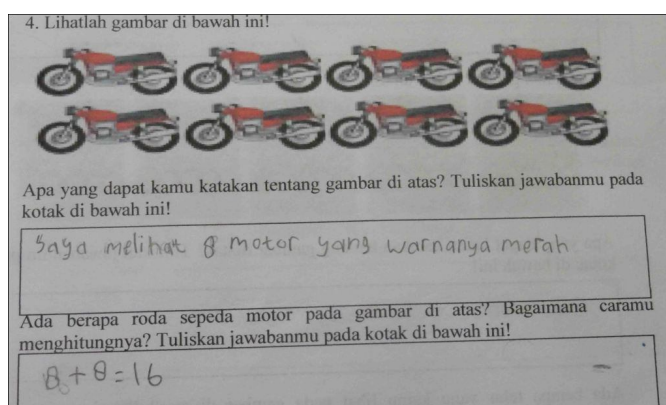 4. Lihatlah gambar di bawah ini!
Apa yang dapat kamu katakan tentang gambar di atas? Tuliskan jawabanmu pada
kotak di bawah ini!
Saya melihat 8 motor yang warnanya merah
Ada berapa roda sepeda motor pada gambar di atas? Bagaimana caramu
menghitungnya? Tuliskan jawabanmu pada kotak di bawah ini!
8+8=16